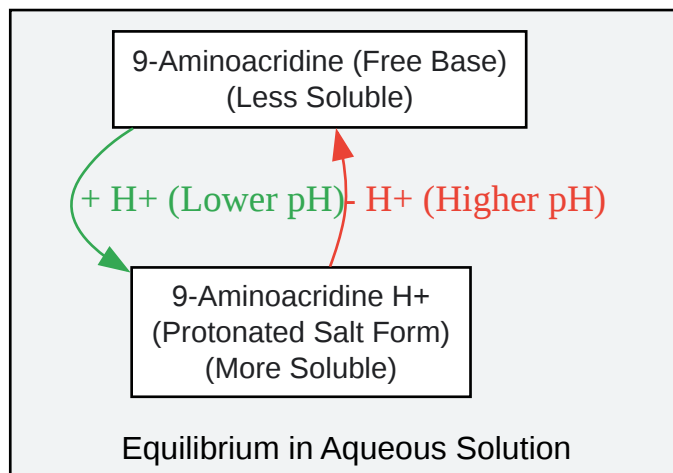 9-Aminoacridine (Free Base)
(Less Soluble)
+ H+ (Lower pH)
- H+ (Higher pH)
9-Aminoacridine H+
(Protonated Salt Form)
(More Soluble)
Equilibrium in Aqueous Solution